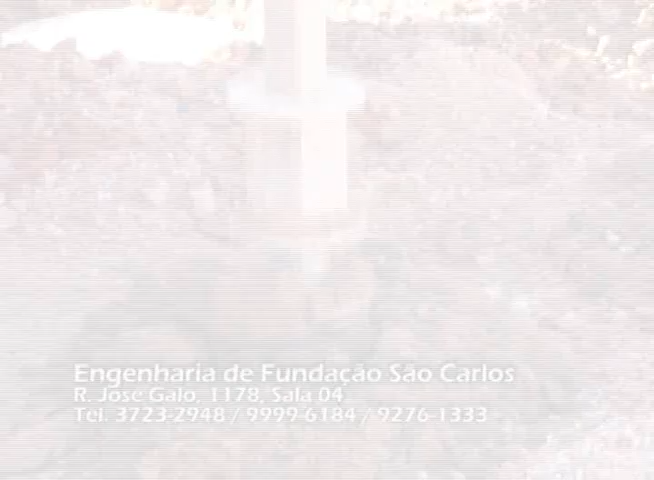 Engenharia de Fundação São Carlos
R. José Galo, 1178, Sala 04
Tel. 3723-2948 / 9999-6184 / 9276-1333